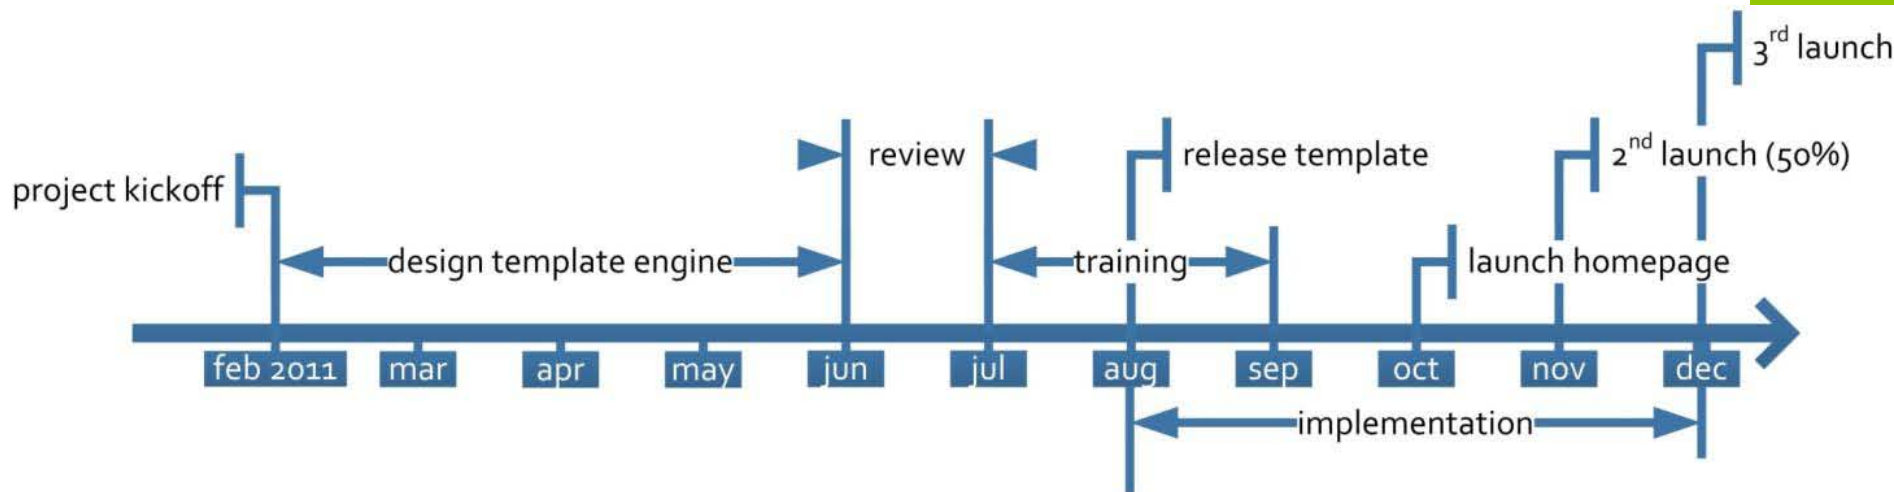 3rd launch
review
release template
2nd launch (50%)
project kickoff
design template engine
training
launch homepage
feb 2011
mar
apr
may
jun
jul
aug
sep
oct
nov
dec
implementation